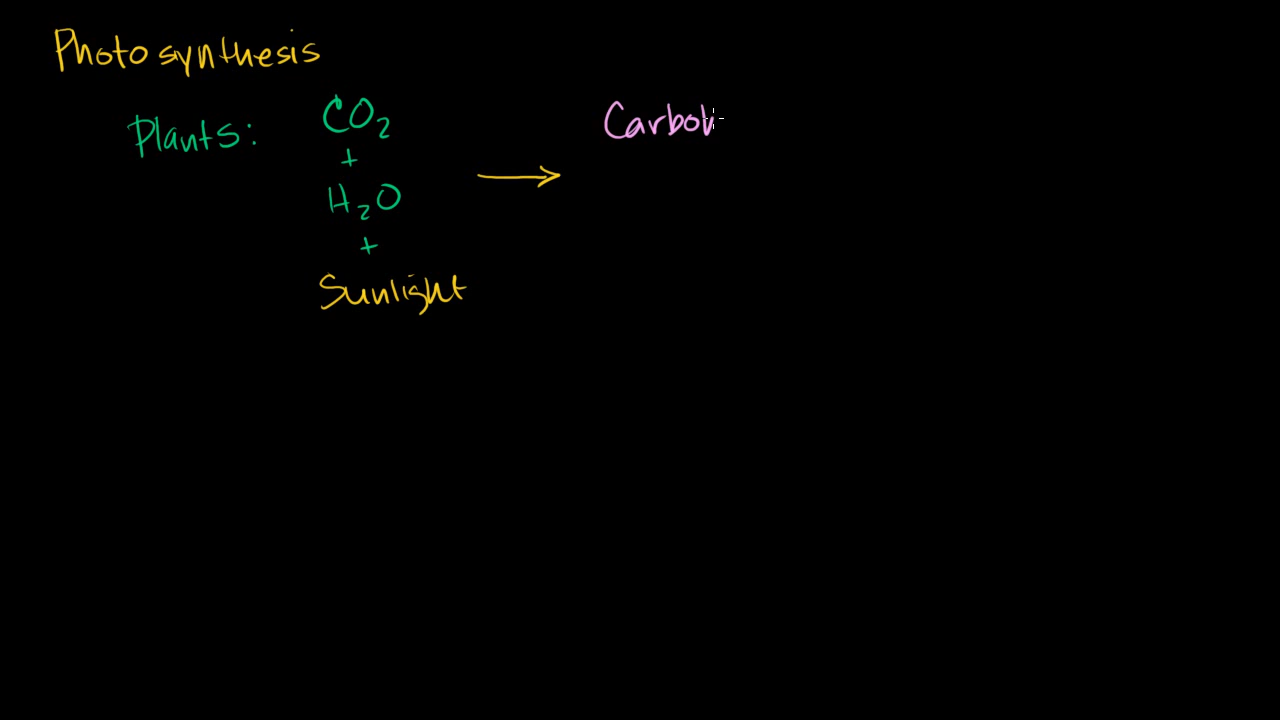 Photosynthesis
Plants: CO₂
+
H₂O
+
Sunlight
→